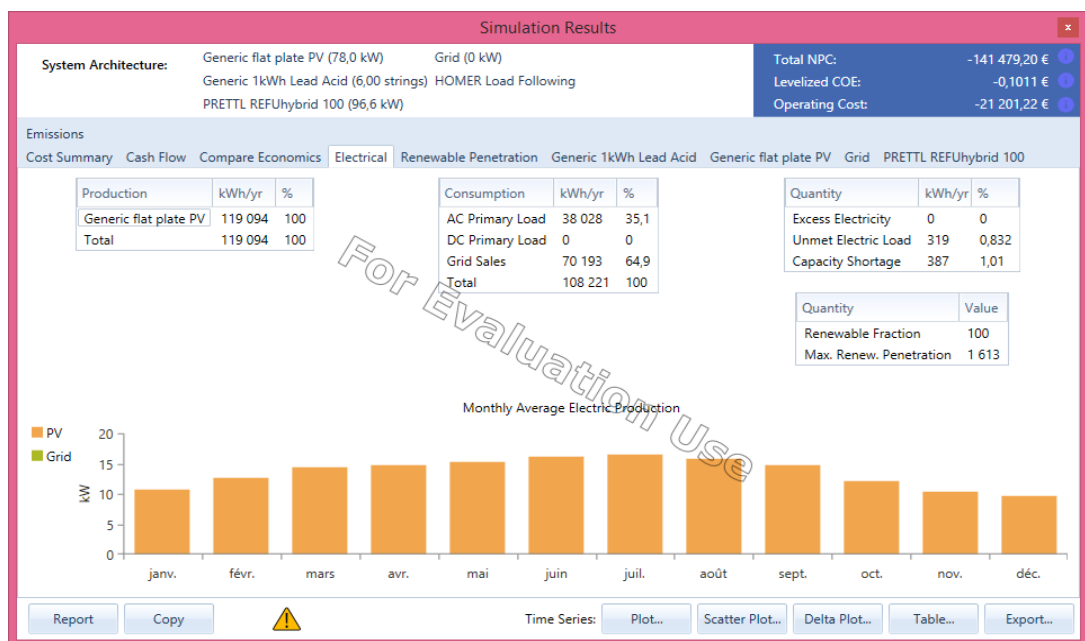 Simulation Results
x
System Architecture:
Generic flat plate PV (78,0 kW) Grid (0 kW)
Generic 1kWh Lead Acid (6,00 strings) HOMER Load Following
PRETTL REFUhybrid 100 (96,6 kW)
Total NPC: -141 479,20 €
Levelized COE: -0,1011 €
Operating Cost: -21 201,22 €
Emissions
Cost Summary Cash Flow Compare Economics Electrical Renewable Penetration Generic 1kWh Lead Acid Generic flat plate PV Grid PRETTL REFUhybrid 100
Production kWh/yr %
Generic flat plate PV 119 094 100
Total 119 094 100
Consumption kWh/yr %
AC Primary Load 38 028 35,1
DC Primary Load 0 0
Grid Sales 70 193 64,9
Total 108 221 100
Quantity kWh/yr %
Excess Electricity 0 0
Unmet Electric Load 319 0,832
Capacity Shortage 387 1,01
Quantity Value
Renewable Fraction 100
Max. Renew. Penetration 1 613
For Evaluation Use
Monthly Average Electric Production
PV
Grid
kW
20
15
10
5
0
janv. févr. mars avr. mai juin juil. août sept. oct. nov. déc.
Report Copy Time Series: Plot... Scatter Plot... Delta Plot... Table... Export...